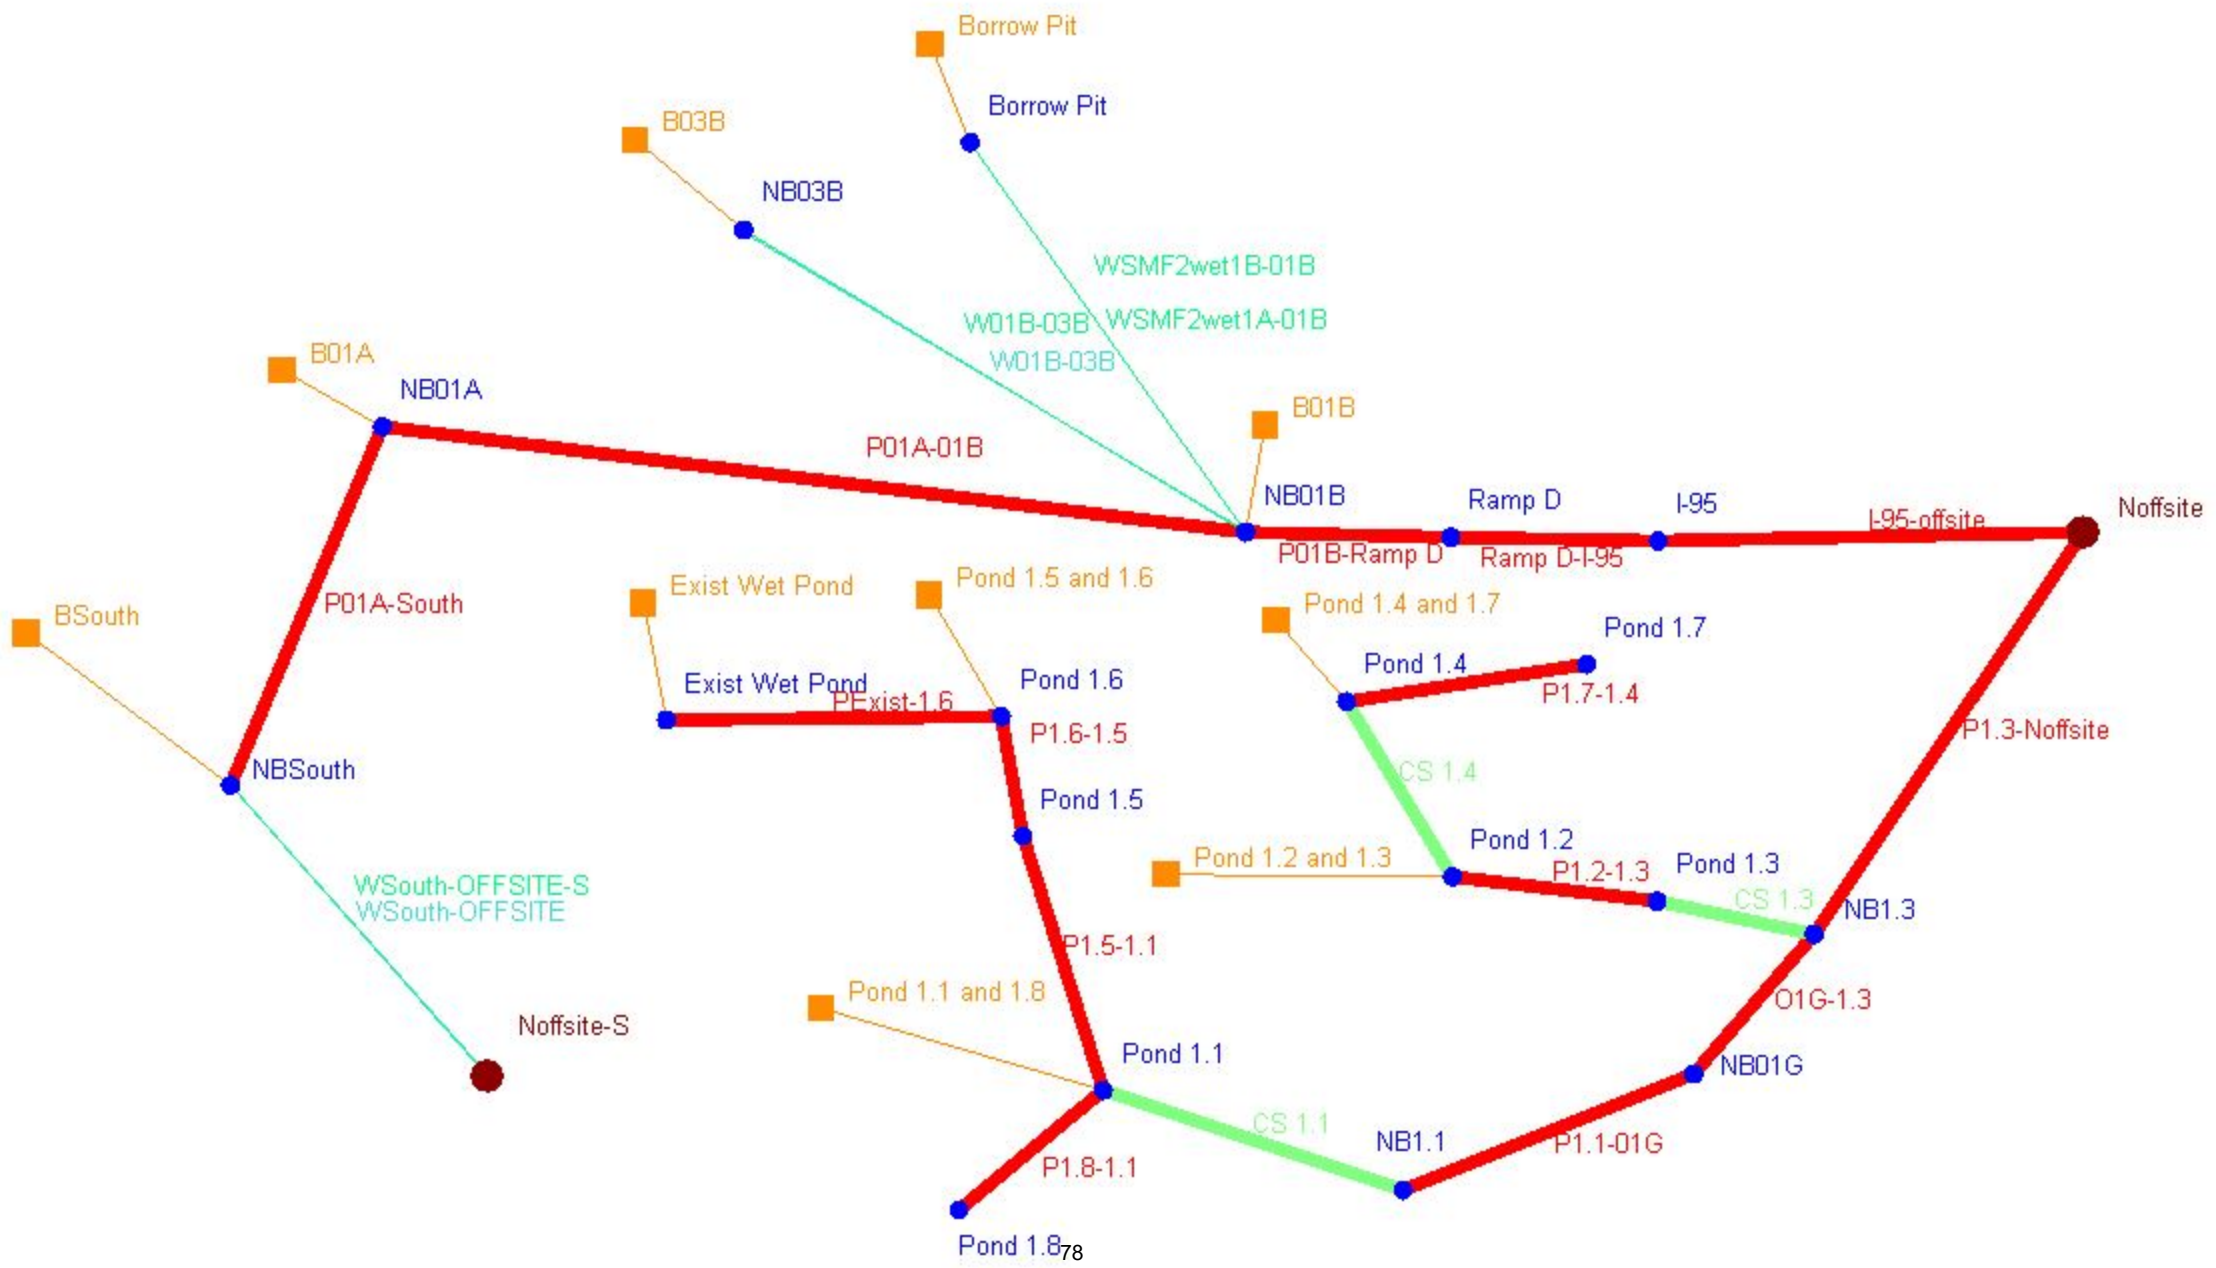 Borrow Pit
Borrow Pit
B03B
NB03B
WSMF2wet1B-01B
W01B-03B
WSMF2wet1A-01B
W01B-03B
B01A
NB01A
B01B
P01A-01B
NB01B
Ramp D
I-95
Noffsite
I-95-offsite
P01B-Ramp D
Ramp D-I-95
Exist Wet Pond
Pond 1.5 and 1.6
Pond 1.4 and 1.7
BSouth
P01A-South
Pond 1.7
Pond 1.4
Exist Wet Pond
Pond 1.6
PExist-1.6
P1.7-1.4
P1.6-1.5
P1.3-Noffsite
NBSouth
CS 1.4
Pond 1.5
Pond 1.2
Pond 1.2 and 1.3
Pond 1.3
P1.2-1.3
WSouth-OFFSITE-S
WSouth-OFFSITE
CS 1.3
NB1.3
P1.5-1.1
Pond 1.1 and 1.8
O1G-1.3
Noffsite-S
Pond 1.1
NB01G
CS 1.1
NB1.1
P1.1-01G
P1.8-1.1
Pond 1.8
78